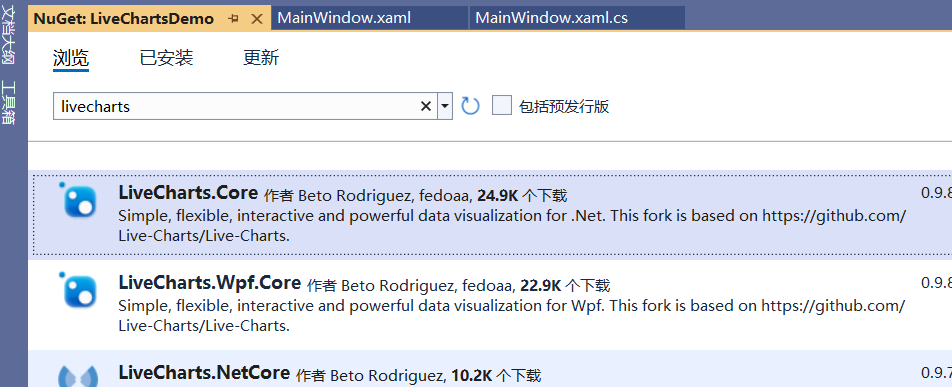 NuGet: LiveChartsDemo
MainWindow.xaml
MainWindow.xaml.cs
文档大纲
工具箱
浏览
已安装
更新
livecharts
包括预发行版
LiveCharts.Core 作者 Beto Rodriguez, fedoaa, 24.9K 个下载
0.9.8
Simple, flexible, interactive and powerful data visualization for .Net. This fork is based on https://github.com/
Live-Charts/Live-Charts.
LiveCharts.Wpf.Core 作者 Beto Rodriguez, fedoaa, 22.9K 个下载
0.9.8
Simple, flexible, interactive and powerful data visualization for Wpf. This fork is based on https://github.com/
Live-Charts/Live-Charts.
LiveCharts.NetCore 作者 Beto Rodriguez, 10.2K 个下载
0.9.7